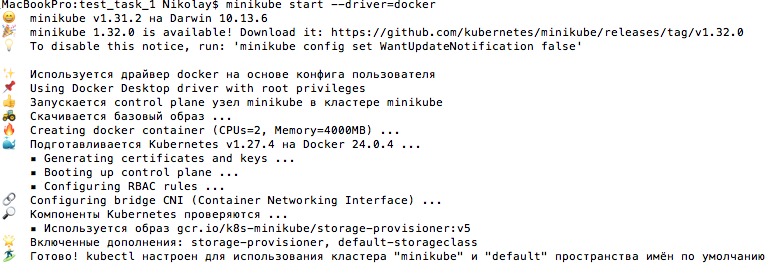 MacBookPro:test_task_1 Nikolay$ minikube start --driver=docker
😄 minikube v1.31.2 на Darwin 10.13.6
🎉 minikube 1.32.0 is available! Download it: https://github.com/kubernetes/minikube/releases/tag/v1.32.0
💡 To disable this notice, run: 'minikube config set WantUpdateNotification false'
✨ Используется драйвер docker на основе конфига пользователя
📌 Using Docker Desktop driver with root privileges
👍 Запускается control plane узел minikube в кластере minikube
🚜 Скачивается базовый образ ...
🔥 Creating docker container (CPUs=2, Memory=4000MB) ...
🐳 Подготавливается Kubernetes v1.27.4 на Docker 24.0.4 ...
▪ Generating certificates and keys ...
▪ Booting up control plane ...
▪ Configuring RBAC rules ...
🔗 Configuring bridge CNI (Container Networking Interface) ...
🔎 Компоненты Kubernetes проверяются ...
▪ Используется образ gcr.io/k8s-minikube/storage-provisioner:v5
🌟 Включенные дополнения: storage-provisioner, default-storageclass
🏄 Готово! kubectl настроен для использования кластера "minikube" и "default" пространства имён по умолчанию